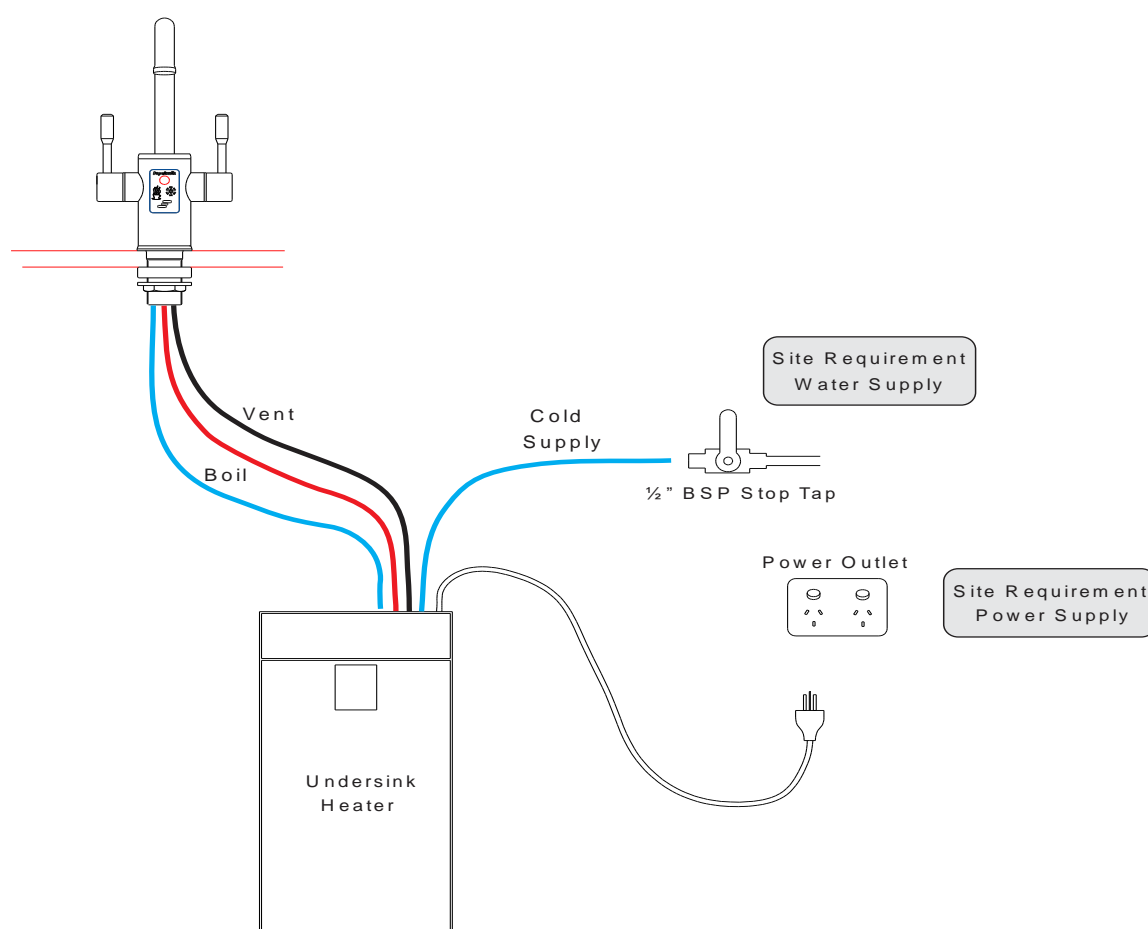 Site Requirement
Water Supply
Vent
Cold
Supply
Boil
½” BSP Stop Tap
Power Outlet
Site Requirement
Power Supply
Undersink
Heater